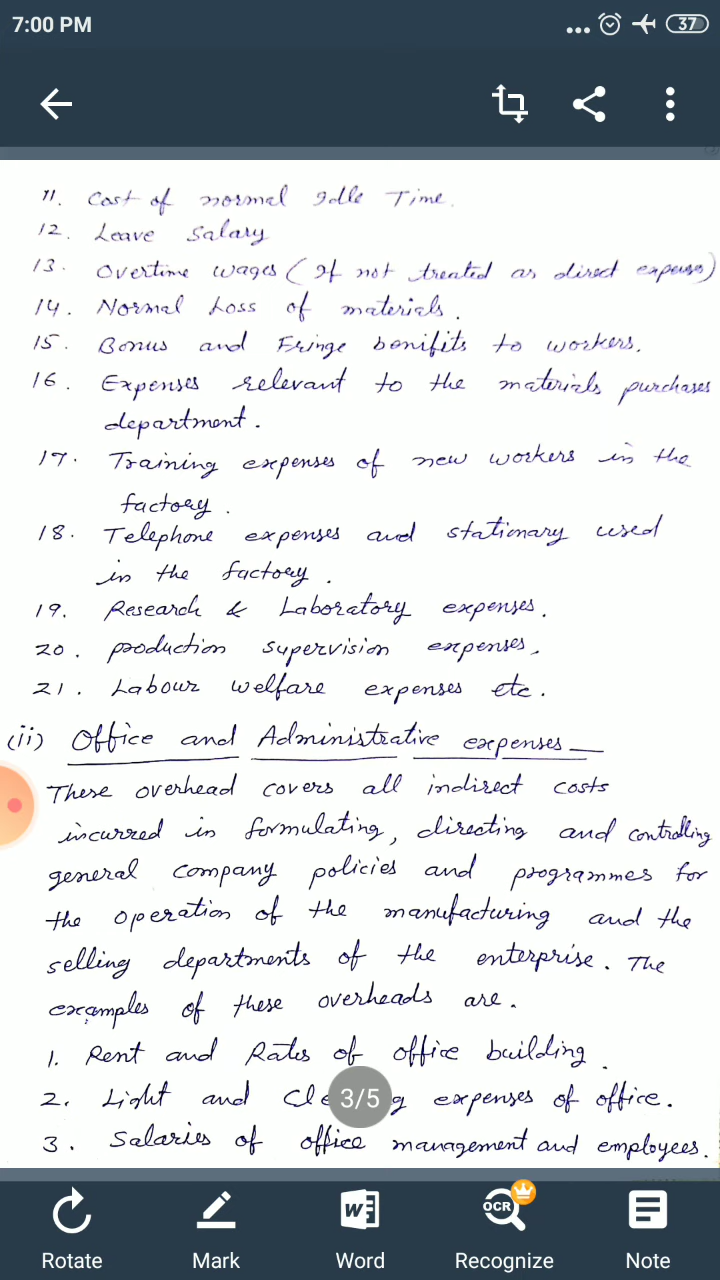 7:00 PM
37
11. Cost of normal Idle Time.
12. Leave Salary
13. Overtime wages (If not treated as direct expenses)
14. Normal Loss of materials.
15. Bonus and Fringe benifits to workers.
16. Expenses relevant to the materials purchases
department.
17. Training expenses of new workers in the
factory.
18. Telephone expenses and stationary used
in the factory.
19. Research & Laboratory expenses.
20. production supervision expenses.
21. Labour welfare expenses etc.
(ii) Office and Administrative expenses
These overhead covers all indirect costs
incurred in formulating, directing and controlling
general company policies and programmes for
the operation of the manufacturing and the
selling departments of the enterprise. The
examples of these overheads are.
1. Rent and Rates of office building.
2. Light and expenses of office.
3/5
3. Salaries of office management and employees.
OCR
Rotate Mark Word Recognize Note